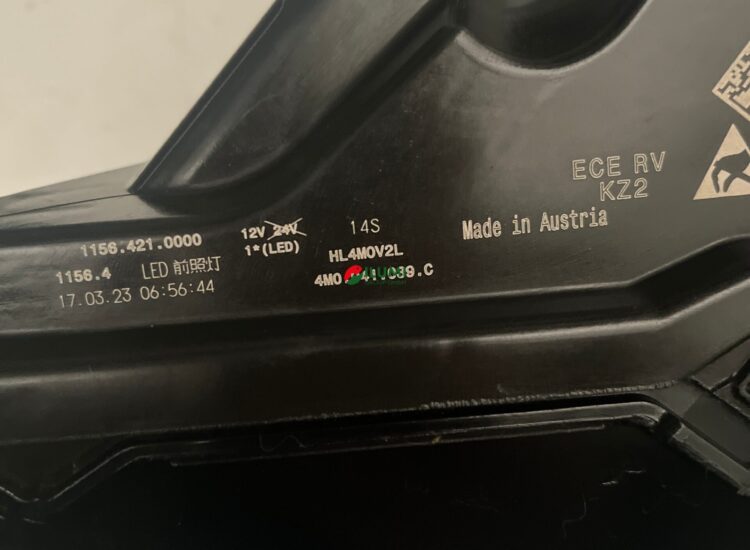 1156.421.0000
1156.4 LED 前照灯
17.03.23 06:56:44
12V 24V
1*(LED)
14S
HL4M0V2L
Made in Austria
ECE RV
KZ2